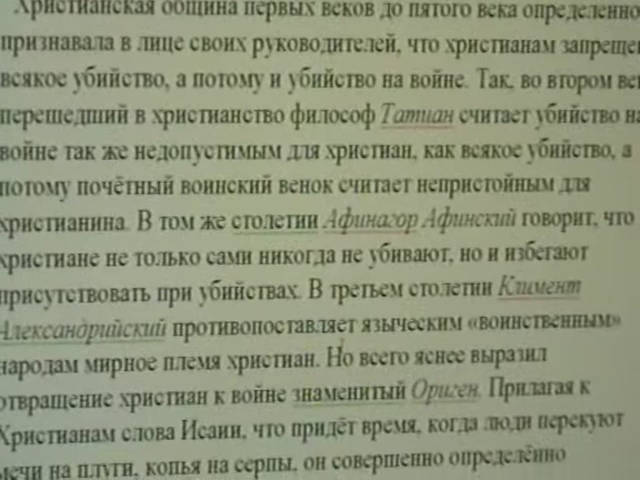 Христианская община первых веков до пятого века определенно
признавала в лице своих руководителей, что христианам запрещен
всякое убийство, а потому и убийство на войне. Так, во втором век
перешедший в христианство философ Татиан считает убийство на
войне так же недопустимым для христиан, как всякое убийство, а
потому почётный воинский венок считает непристойным для
христианина. В том же столетии Афинагор Афинский говорит, что
христиане не только сами никогда не убивают, но и избегают
присутствовать при убийствах. В третьем столетии Климент
Александрийский противопоставляет языческим «воинственным»
народам мирное племя христиан. Но всего яснее выразил
отвращение христиан к войне знаменитый Ориген. Прилагая к
Христианам слова Исаии, что придёт время, когда люди перекуют
мечи на плуги, копья на серпы, он совершенно определённо